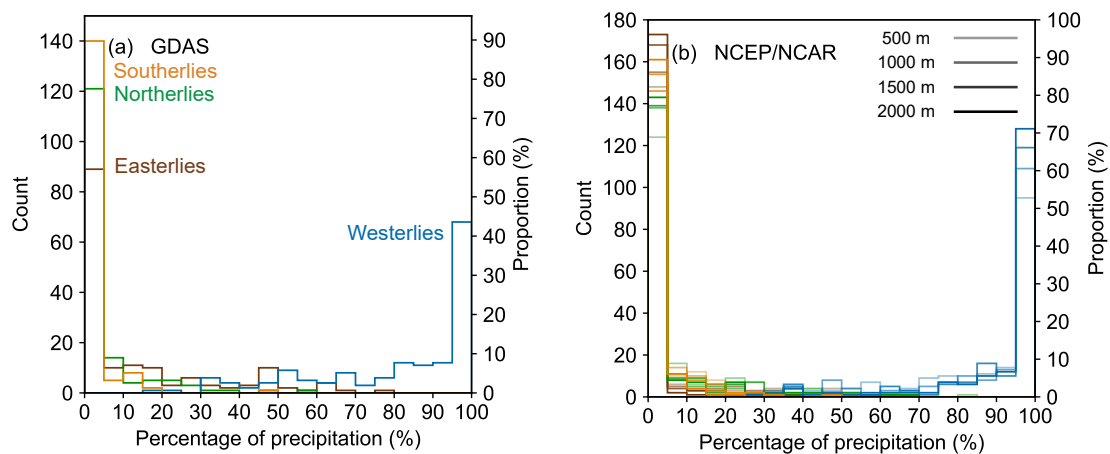 (a) GDAS
Southerlies
Northerlies
Easterlies
Westerlies
Count
140
120
100
80
60
40
20
0
Proportion (%)
90
80
70
60
50
40
30
20
10
0
0 10 20 30 40 50 60 70 80 90 100
Percentage of precipitation (%)
(b) NCEP/NCAR
500 m
1000 m
1500 m
2000 m
Count
180
160
140
120
100
80
60
40
20
0
Proportion (%)
100
90
80
70
60
50
40
30
20
10
0
0 10 20 30 40 50 60 70 80 90 100
Percentage of precipitation (%)